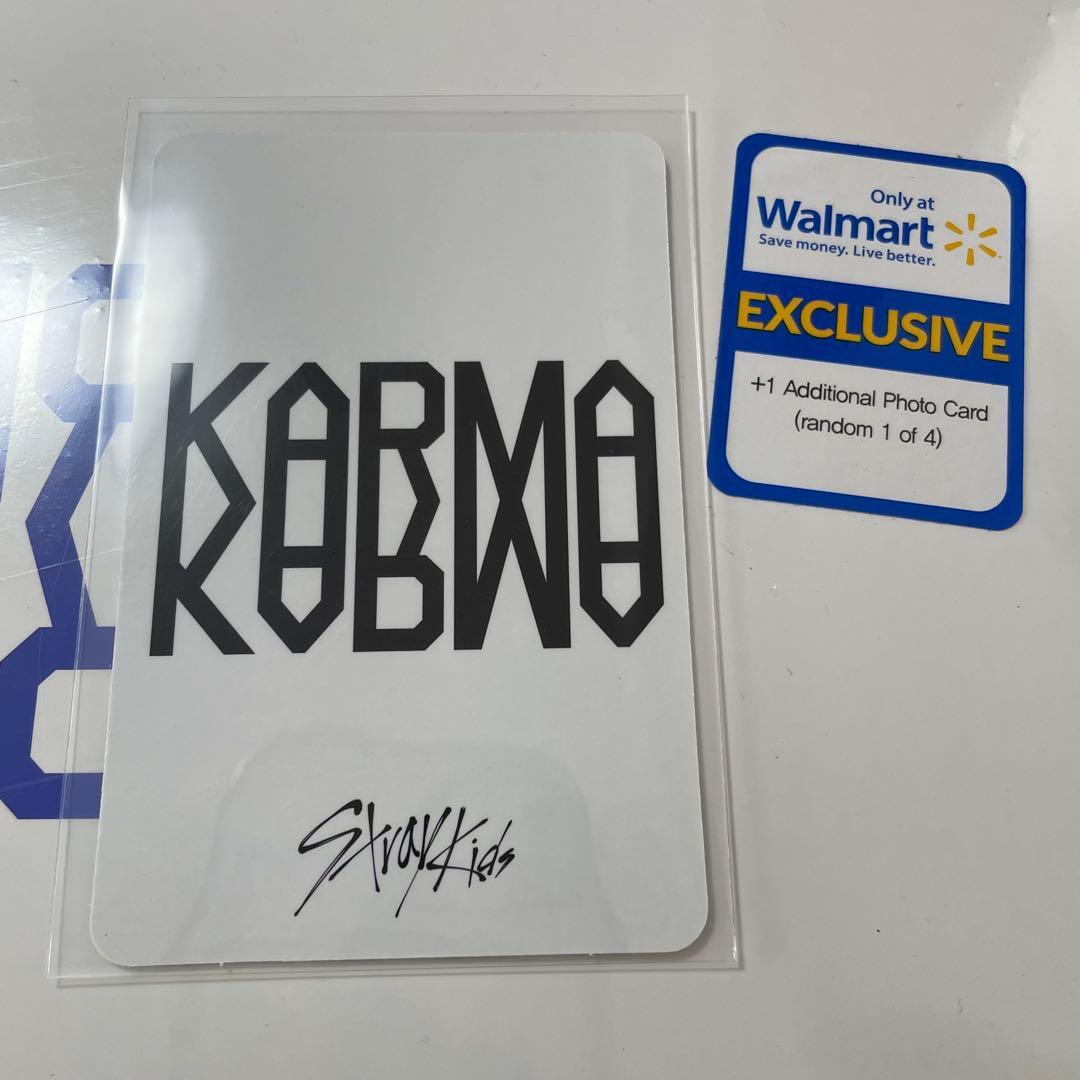 KARMA
Stray Kids
Only at
Walmart
Save money. Live better.
EXCLUSIVE
+1 Additional Photo Card
(random 1 of 4)